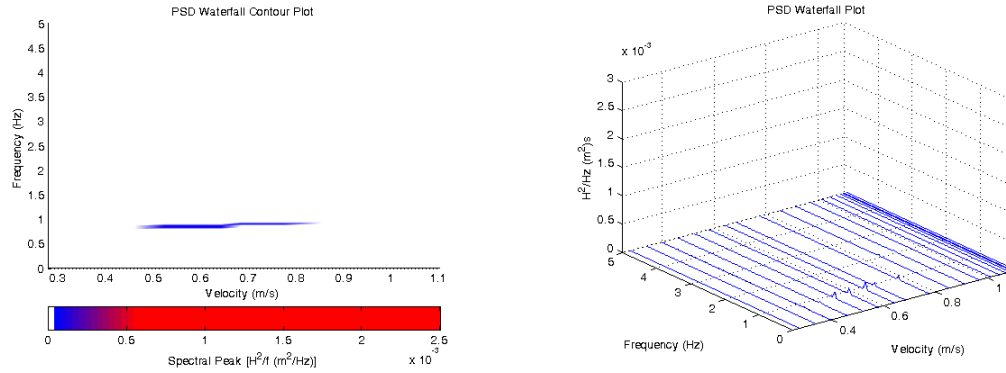 PSD Waterfall Contour Plot
5
4.5
4
3.5
3
2.5
2
1.5
1
0.5
0
Frequency (Hz)
0.3 0.4 0.5 0.6 0.7 0.8 0.9 1 1.1
Velocity (m/s)
0 0.5 1 1.5 2 2.5
x 10⁻³
Spectral Peak [H²/f (m²/Hz)]
PSD Waterfall Plot
x 10⁻³
3
2.5
2
1.5
1
0.5
0
H²/Hz (m²)s
5 4 3 2 1 0
Frequency (Hz)
0.4 0.6 0.8 1
Velocity (m/s)